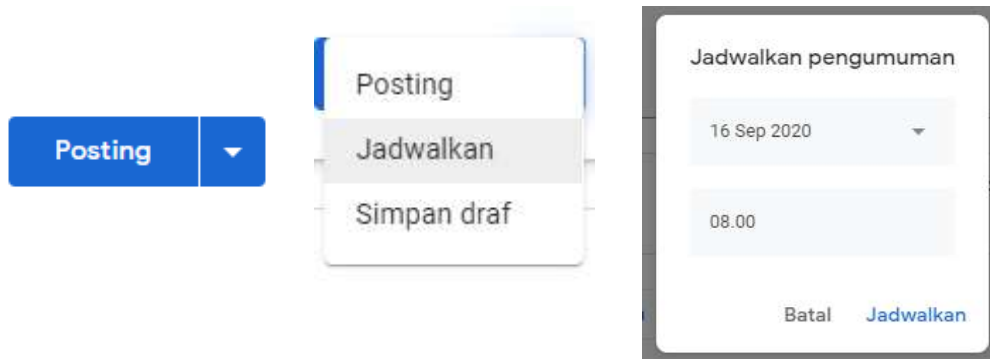 Posting
Posting
Jadwalkan
Simpan draf
Jadwalkan pengumuman
16 Sep 2020
08.00
Batal Jadwalkan